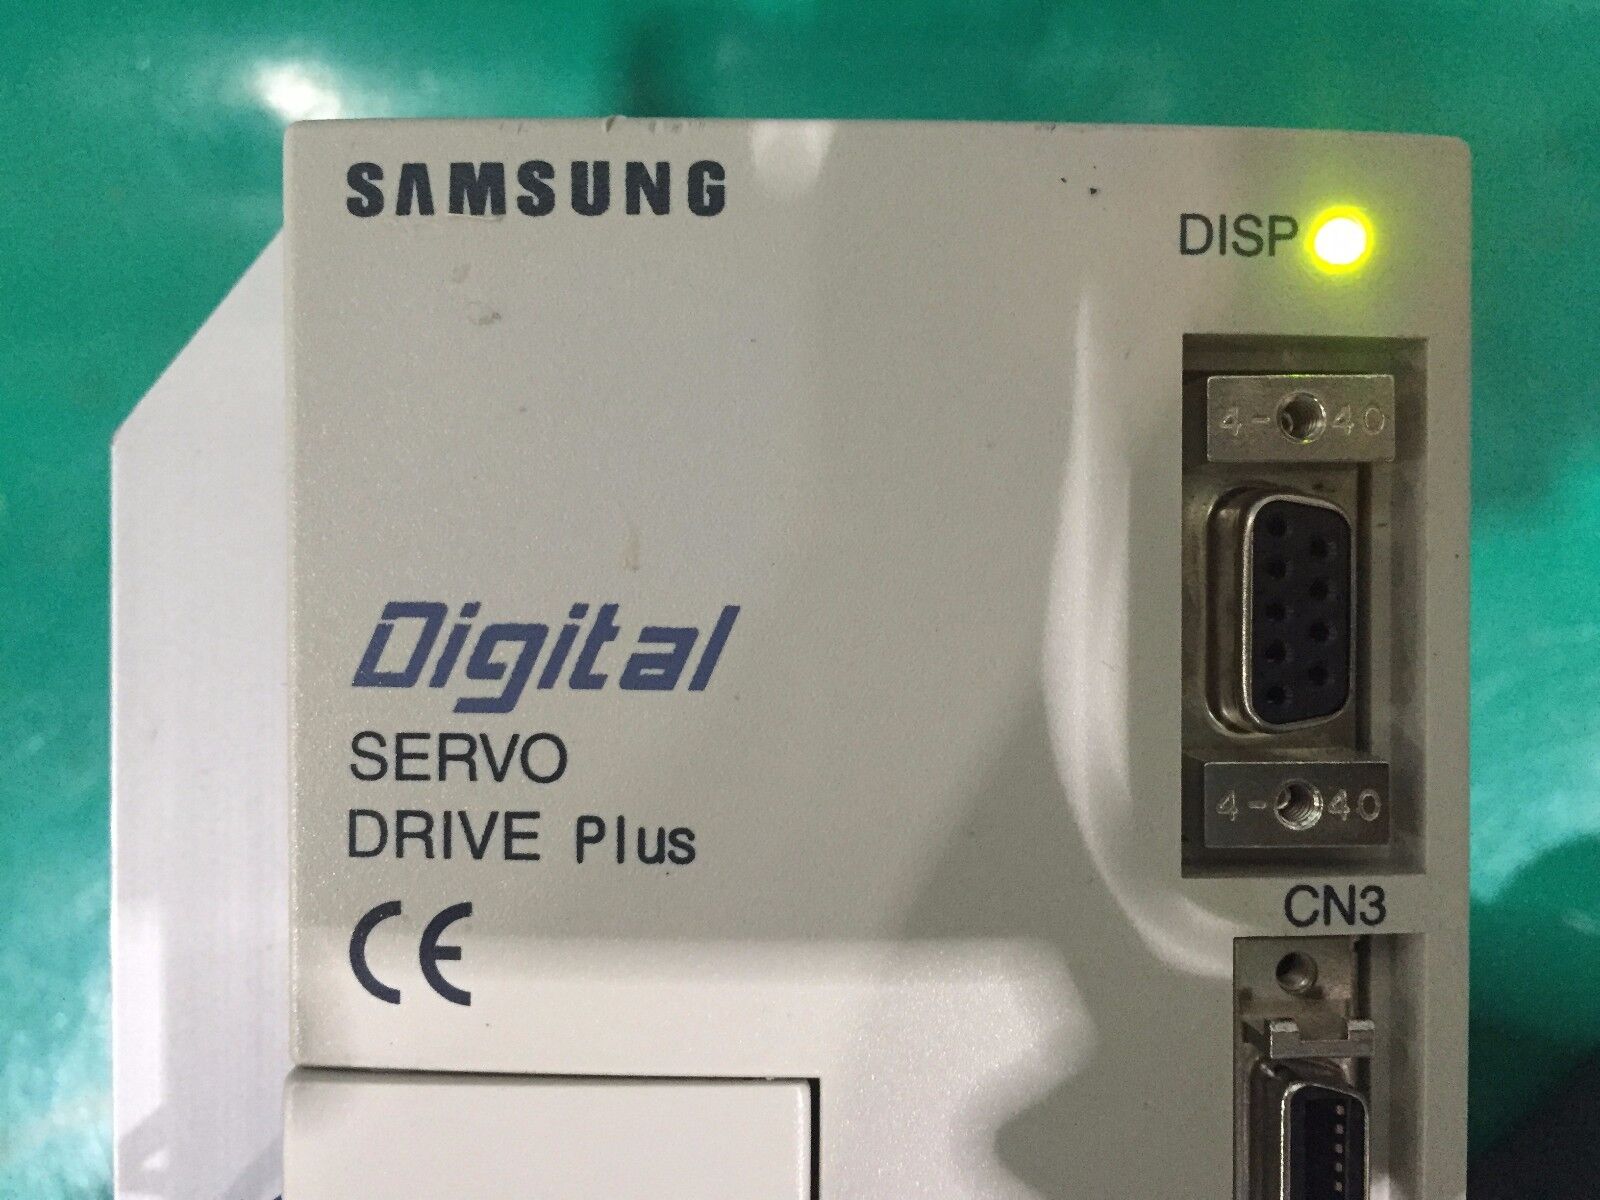 SAMSUNG
DISP
4-40
Digital
SERVO
DRIVE Plus
4-40
CN3
CE